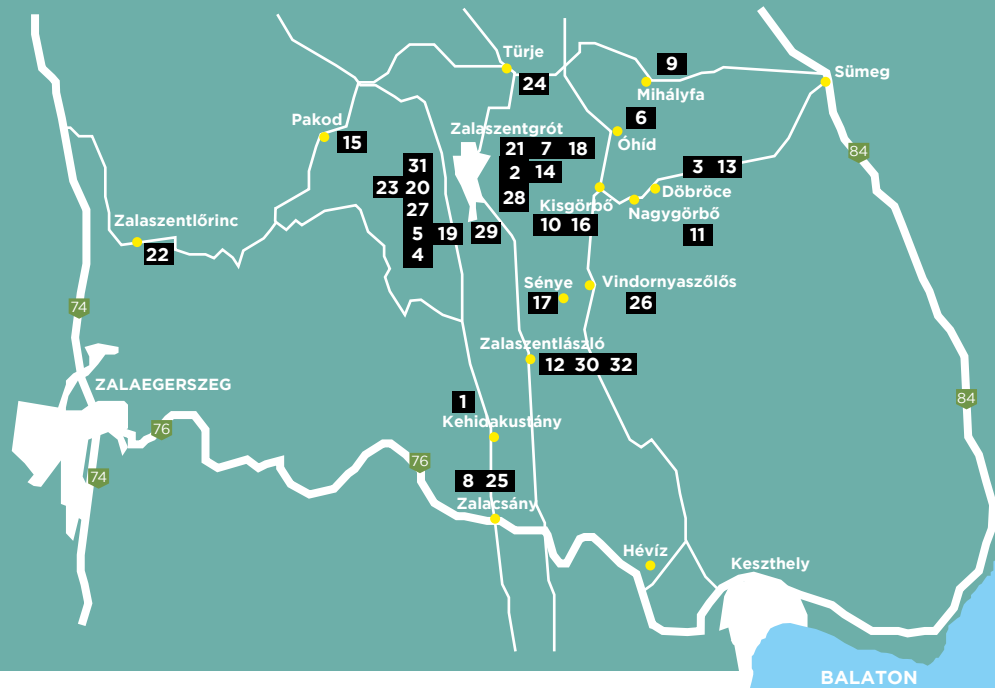 Türje
24
9
Mihályfa
Sümeg
6
Óhíd
84
Pakod
15
Zalaszentgrót
21 7 18
2 14
28
29
31
23 20
27
5 19
4
3 13
Döbröce
Nagygörbő
11
Kisgörbő
10 16
Zalaszentlőrinc
22
Sénye
17
Vindornyaszőlős
26
74
Zalaszentlászló
12 30 32
ZALAEGERSZEG
84
1
Kehidakustány
76
76
74
8 25
Zalacsány
Hévíz
Keszthely
BALATON